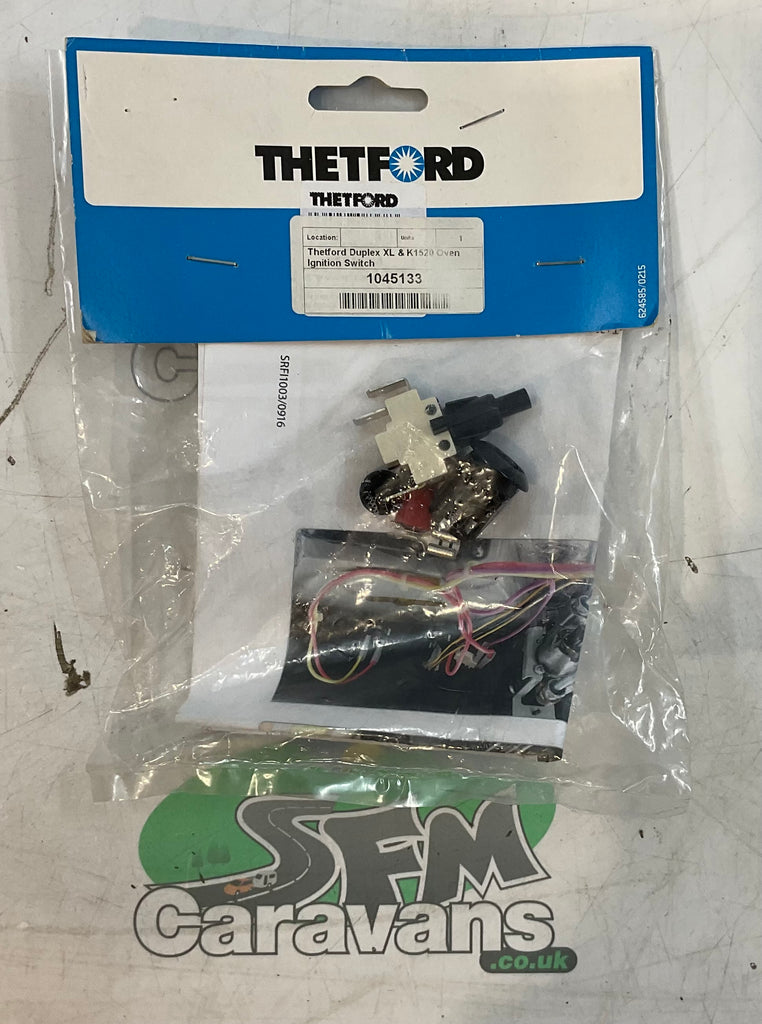 THETFORD
THETFORD
Location: Units 1
Thetford Duplex XL & K1520 Oven
Ignition Switch
1045133
624585/0215
SRFI1003/0916
SFM
Caravans
.co.uk